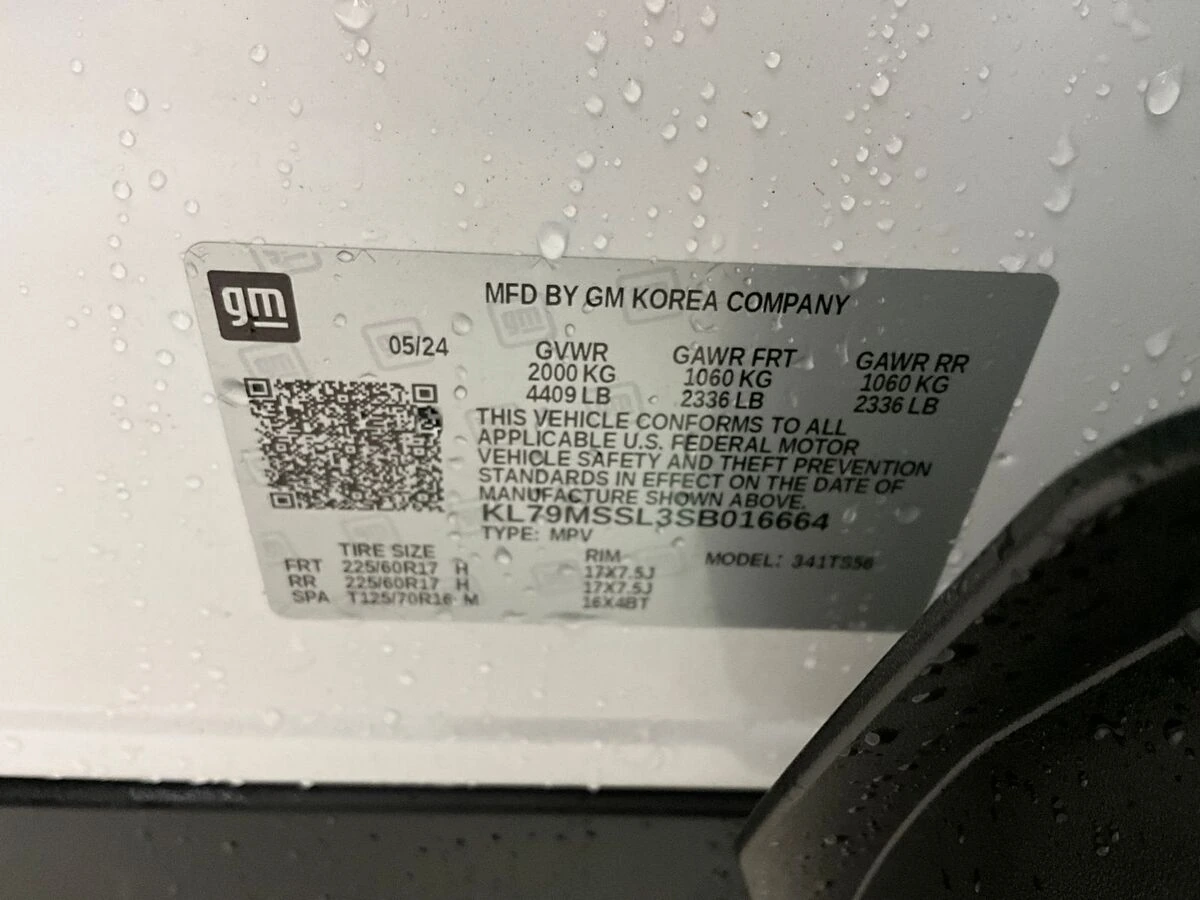 gm
MFD BY GM KOREA COMPANY
05/24
GVWR GAWR FRT GAWR RR
2000 KG 1060 KG 1060 KG
4409 LB 2336 LB 2336 LB
THIS VEHICLE CONFORMS TO ALL
APPLICABLE U.S. FEDERAL MOTOR
VEHICLE SAFETY AND THEFT PREVENTION
STANDARDS IN EFFECT ON THE DATE OF
MANUFACTURE SHOWN ABOVE.
KL79MSSL3SB016664
TYPE: MPV
TIRE SIZE RIM MODEL: 341TS56
FRT 225/60R17 H 17X7.5J
RR 225/60R17 H 17X7.5J
SPA T125/70R16 M 16X4BT